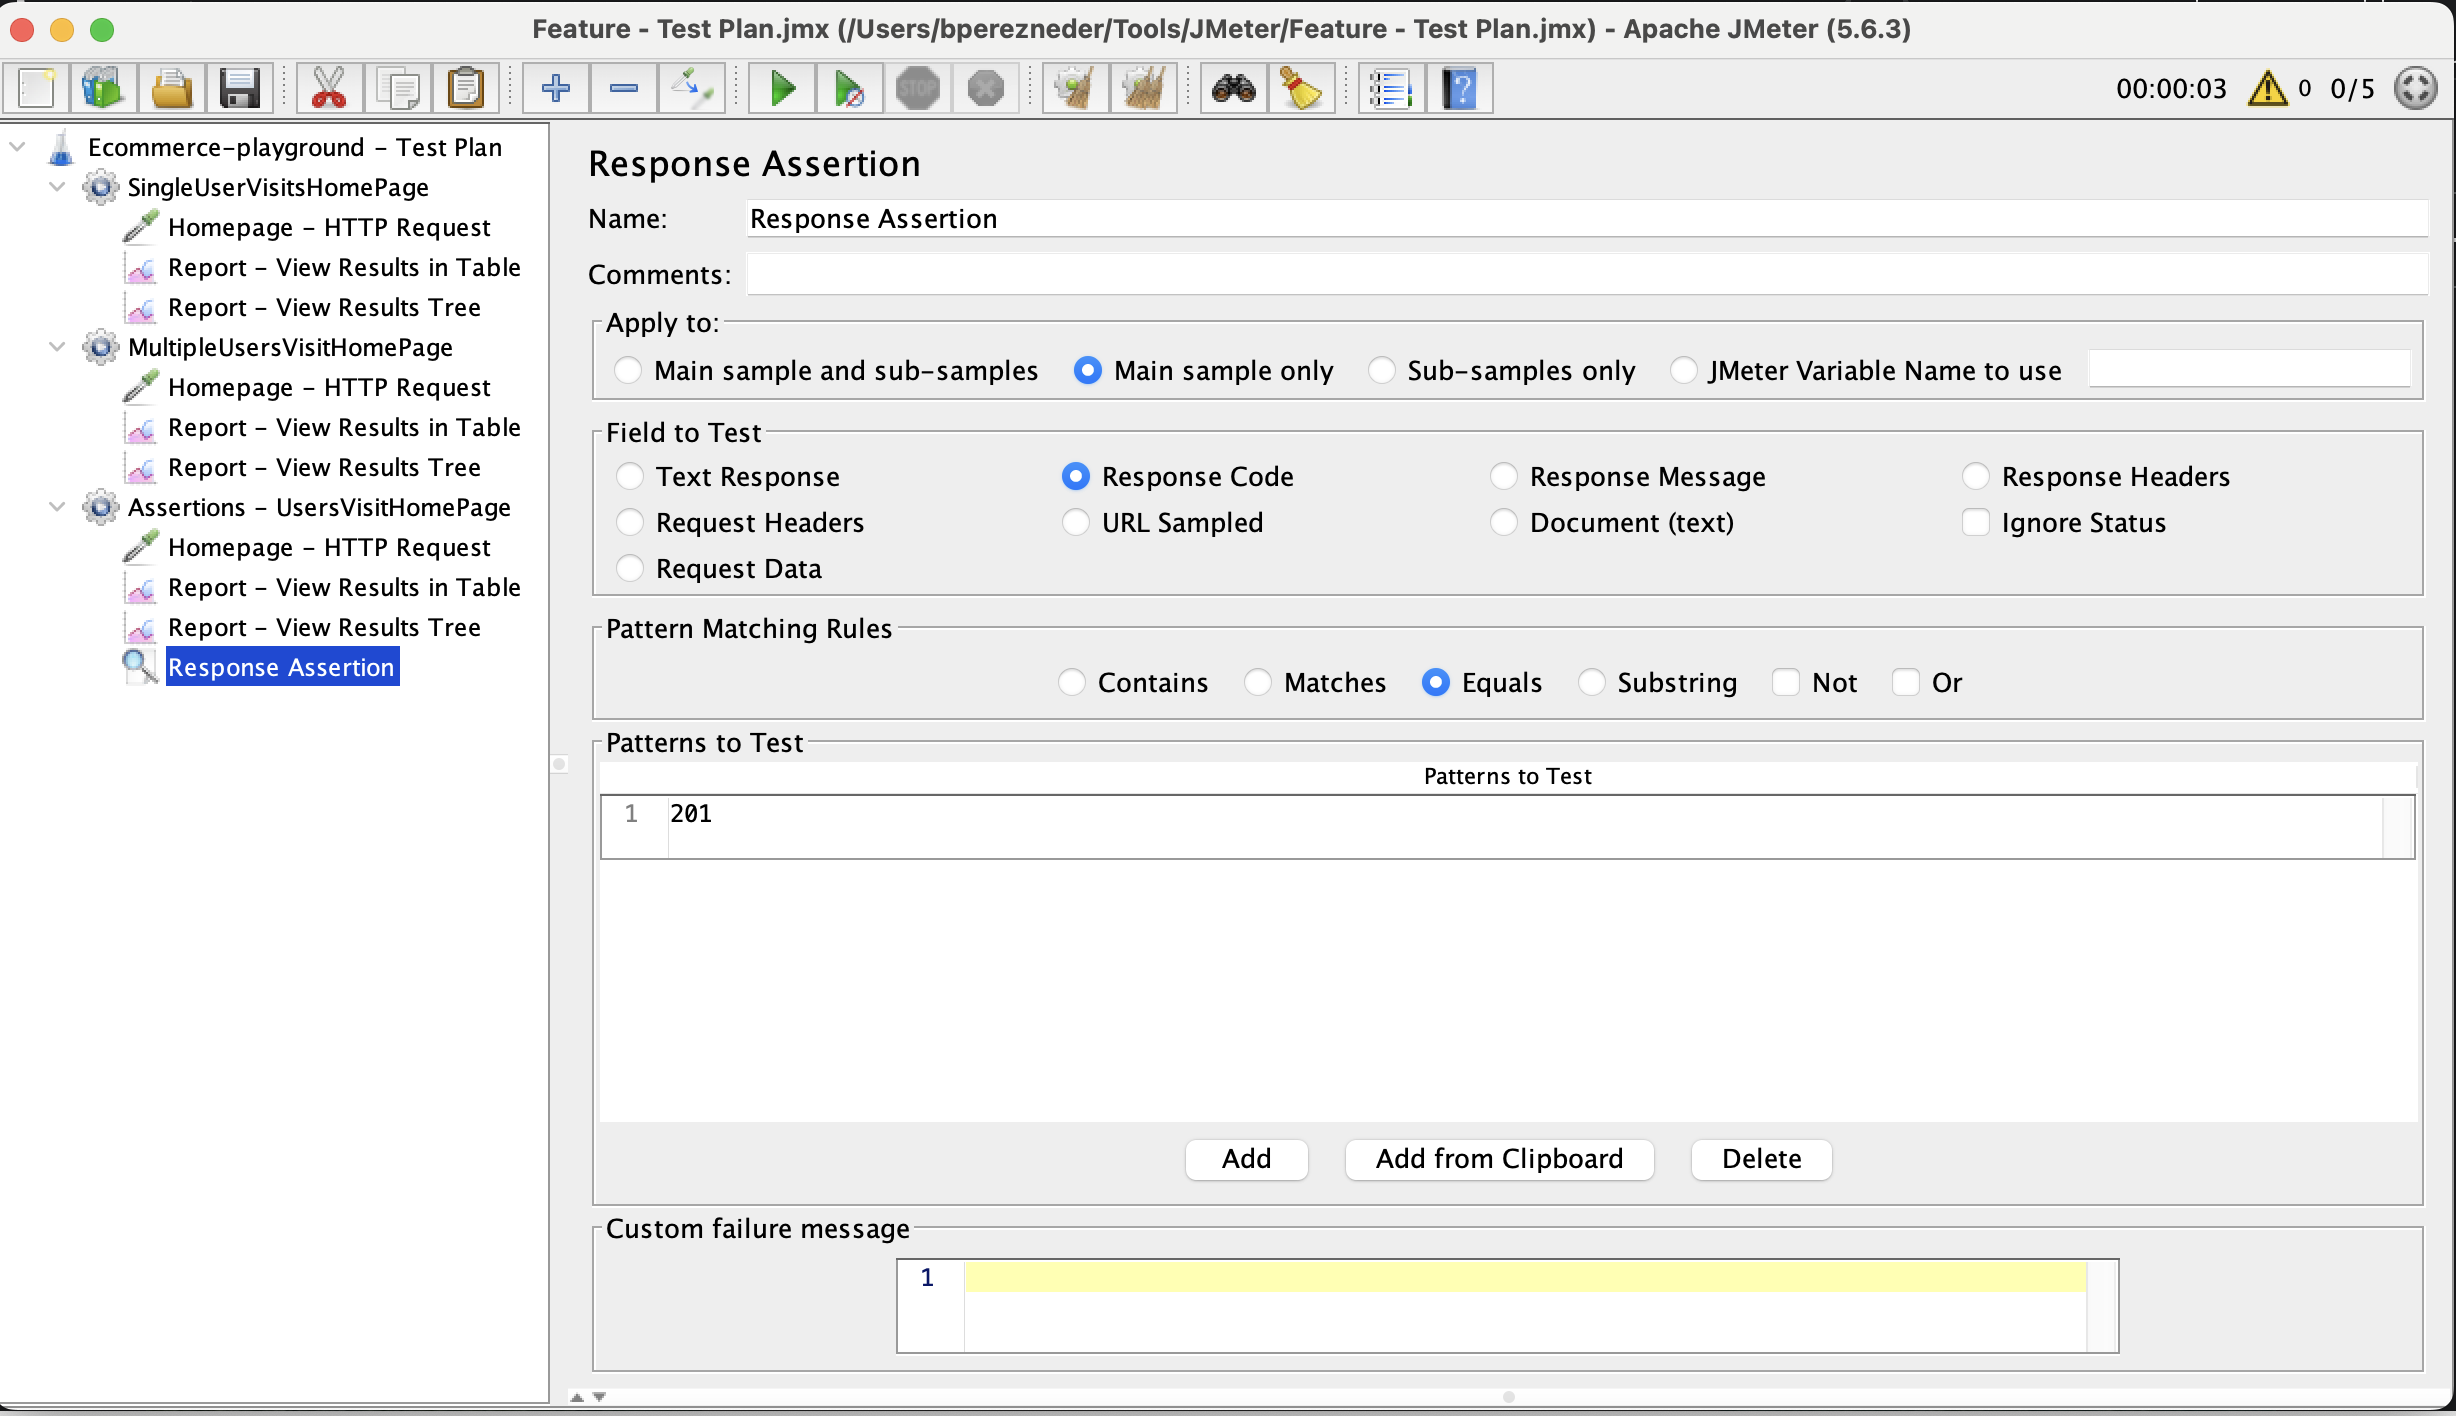 Feature - Test Plan.jmx (/Users/bperezneder/Tools/JMeter/Feature - Test Plan.jmx) - Apache JMeter (5.6.3)
STOP
00:00:03 0 0/5
Ecommerce-playground - Test Plan
SingleUserVisitsHomePage
Homepage - HTTP Request
Report - View Results in Table
Report - View Results Tree
MultipleUsersVisitHomePage
Homepage - HTTP Request
Report - View Results in Table
Report - View Results Tree
Assertions - UsersVisitHomePage
Homepage - HTTP Request
Report - View Results in Table
Report - View Results Tree
Response Assertion
Response Assertion
Name: Response Assertion
Comments:
Apply to:
Main sample and sub-samples Main sample only Sub-samples only JMeter Variable Name to use
Field to Test
Text Response Response Code Response Message Response Headers
Request Headers URL Sampled Document (text) Ignore Status
Request Data
Pattern Matching Rules
Contains Matches Equals Substring Not Or
Patterns to Test
Patterns to Test
1 201
Add Add from Clipboard Delete
Custom failure message
1